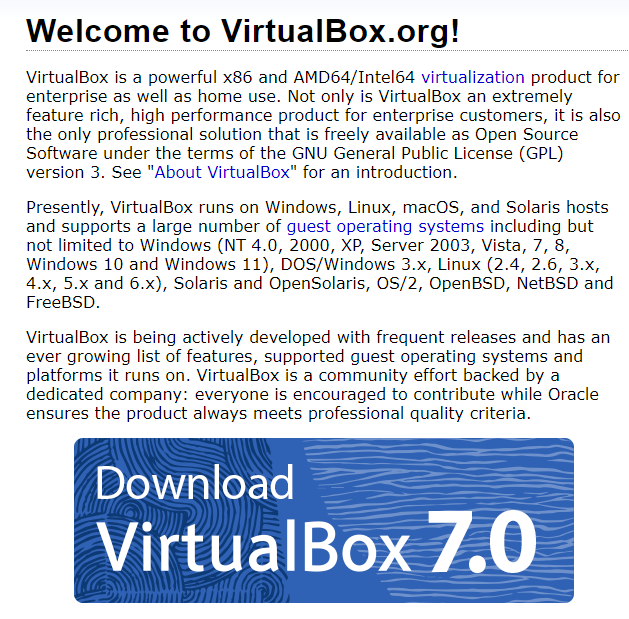 Welcome to VirtualBox.org!
VirtualBox is a powerful x86 and AMD64/Intel64 virtualization product for
enterprise as well as home use. Not only is VirtualBox an extremely
feature rich, high performance product for enterprise customers, it is also
the only professional solution that is freely available as Open Source
Software under the terms of the GNU General Public License (GPL)
version 3. See "About VirtualBox" for an introduction.
Presently, VirtualBox runs on Windows, Linux, macOS, and Solaris hosts
and supports a large number of guest operating systems including but
not limited to Windows (NT 4.0, 2000, XP, Server 2003, Vista, 7, 8,
Windows 10 and Windows 11), DOS/Windows 3.x, Linux (2.4, 2.6, 3.x,
4.x, 5.x and 6.x), Solaris and OpenSolaris, OS/2, OpenBSD, NetBSD and
FreeBSD.
VirtualBox is being actively developed with frequent releases and has an
ever growing list of features, supported guest operating systems and
platforms it runs on. VirtualBox is a community effort backed by a
dedicated company: everyone is encouraged to contribute while Oracle
ensures the product always meets professional quality criteria.
Download
VirtualBox 7.0